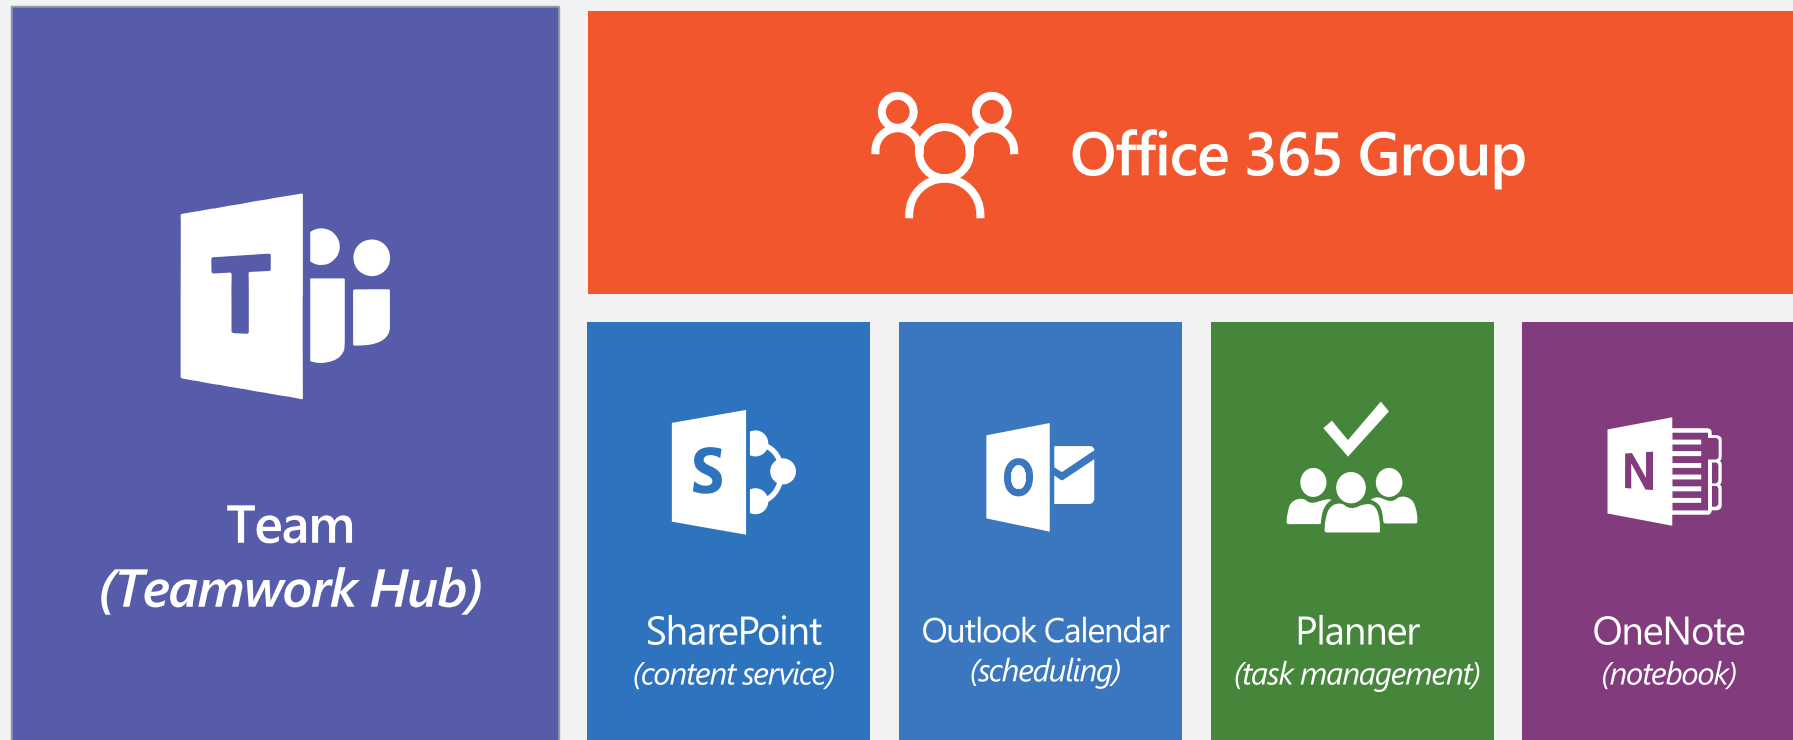 T
Team
(Teamwork Hub)
Office 365 Group
S
SharePoint
(content service)
O
Outlook Calendar
(scheduling)
Planner
(task management)
N
OneNote
(notebook)